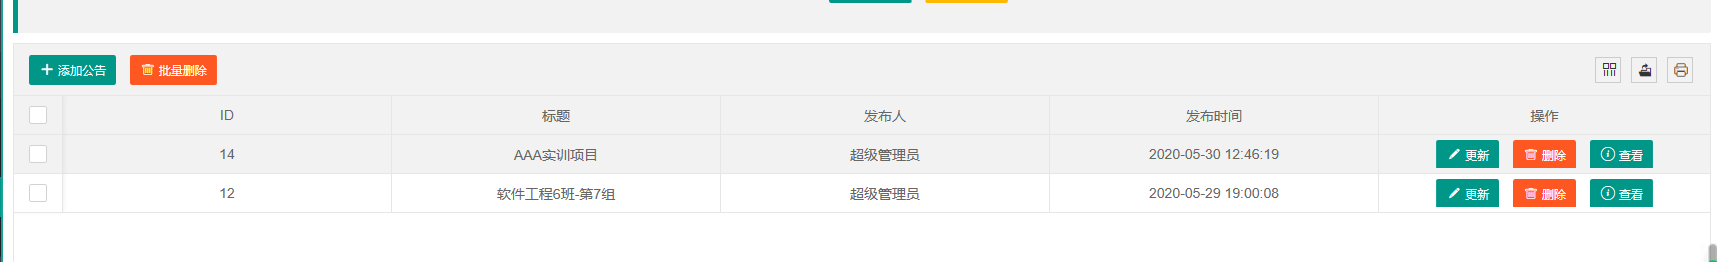 添加公告 批量删除
ID 标题 发布人 发布时间 操作
14 AAA实训项目 超级管理员 2020-05-30 12:46:19 更新 删除 查看
12 软件工程6班-第7组 超级管理员 2020-05-29 19:00:08 更新 删除 查看